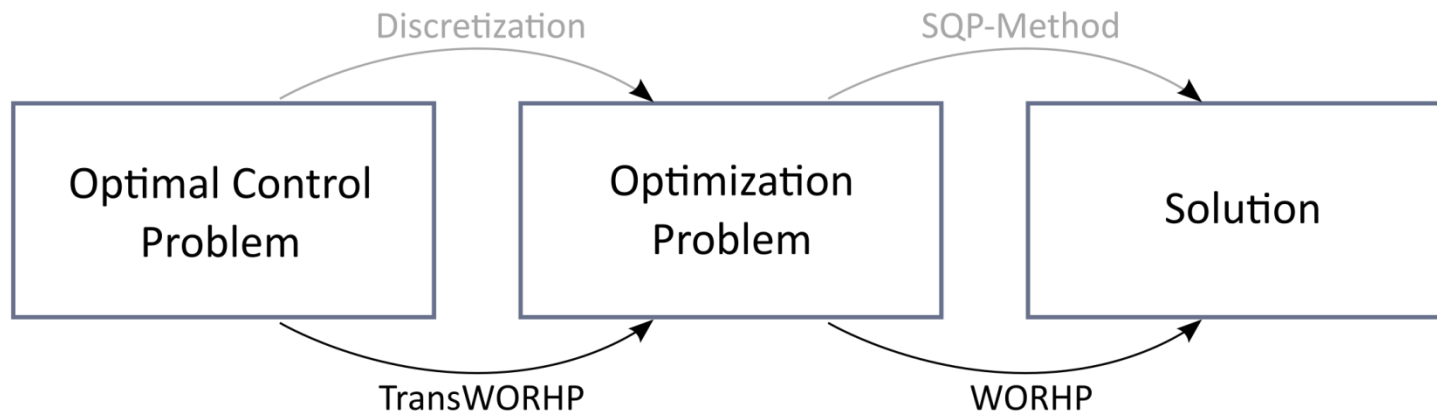 Discretization
SQP-Method
Optimal Control
Problem
Optimization
Problem
Solution
TransWORHP
WORHP